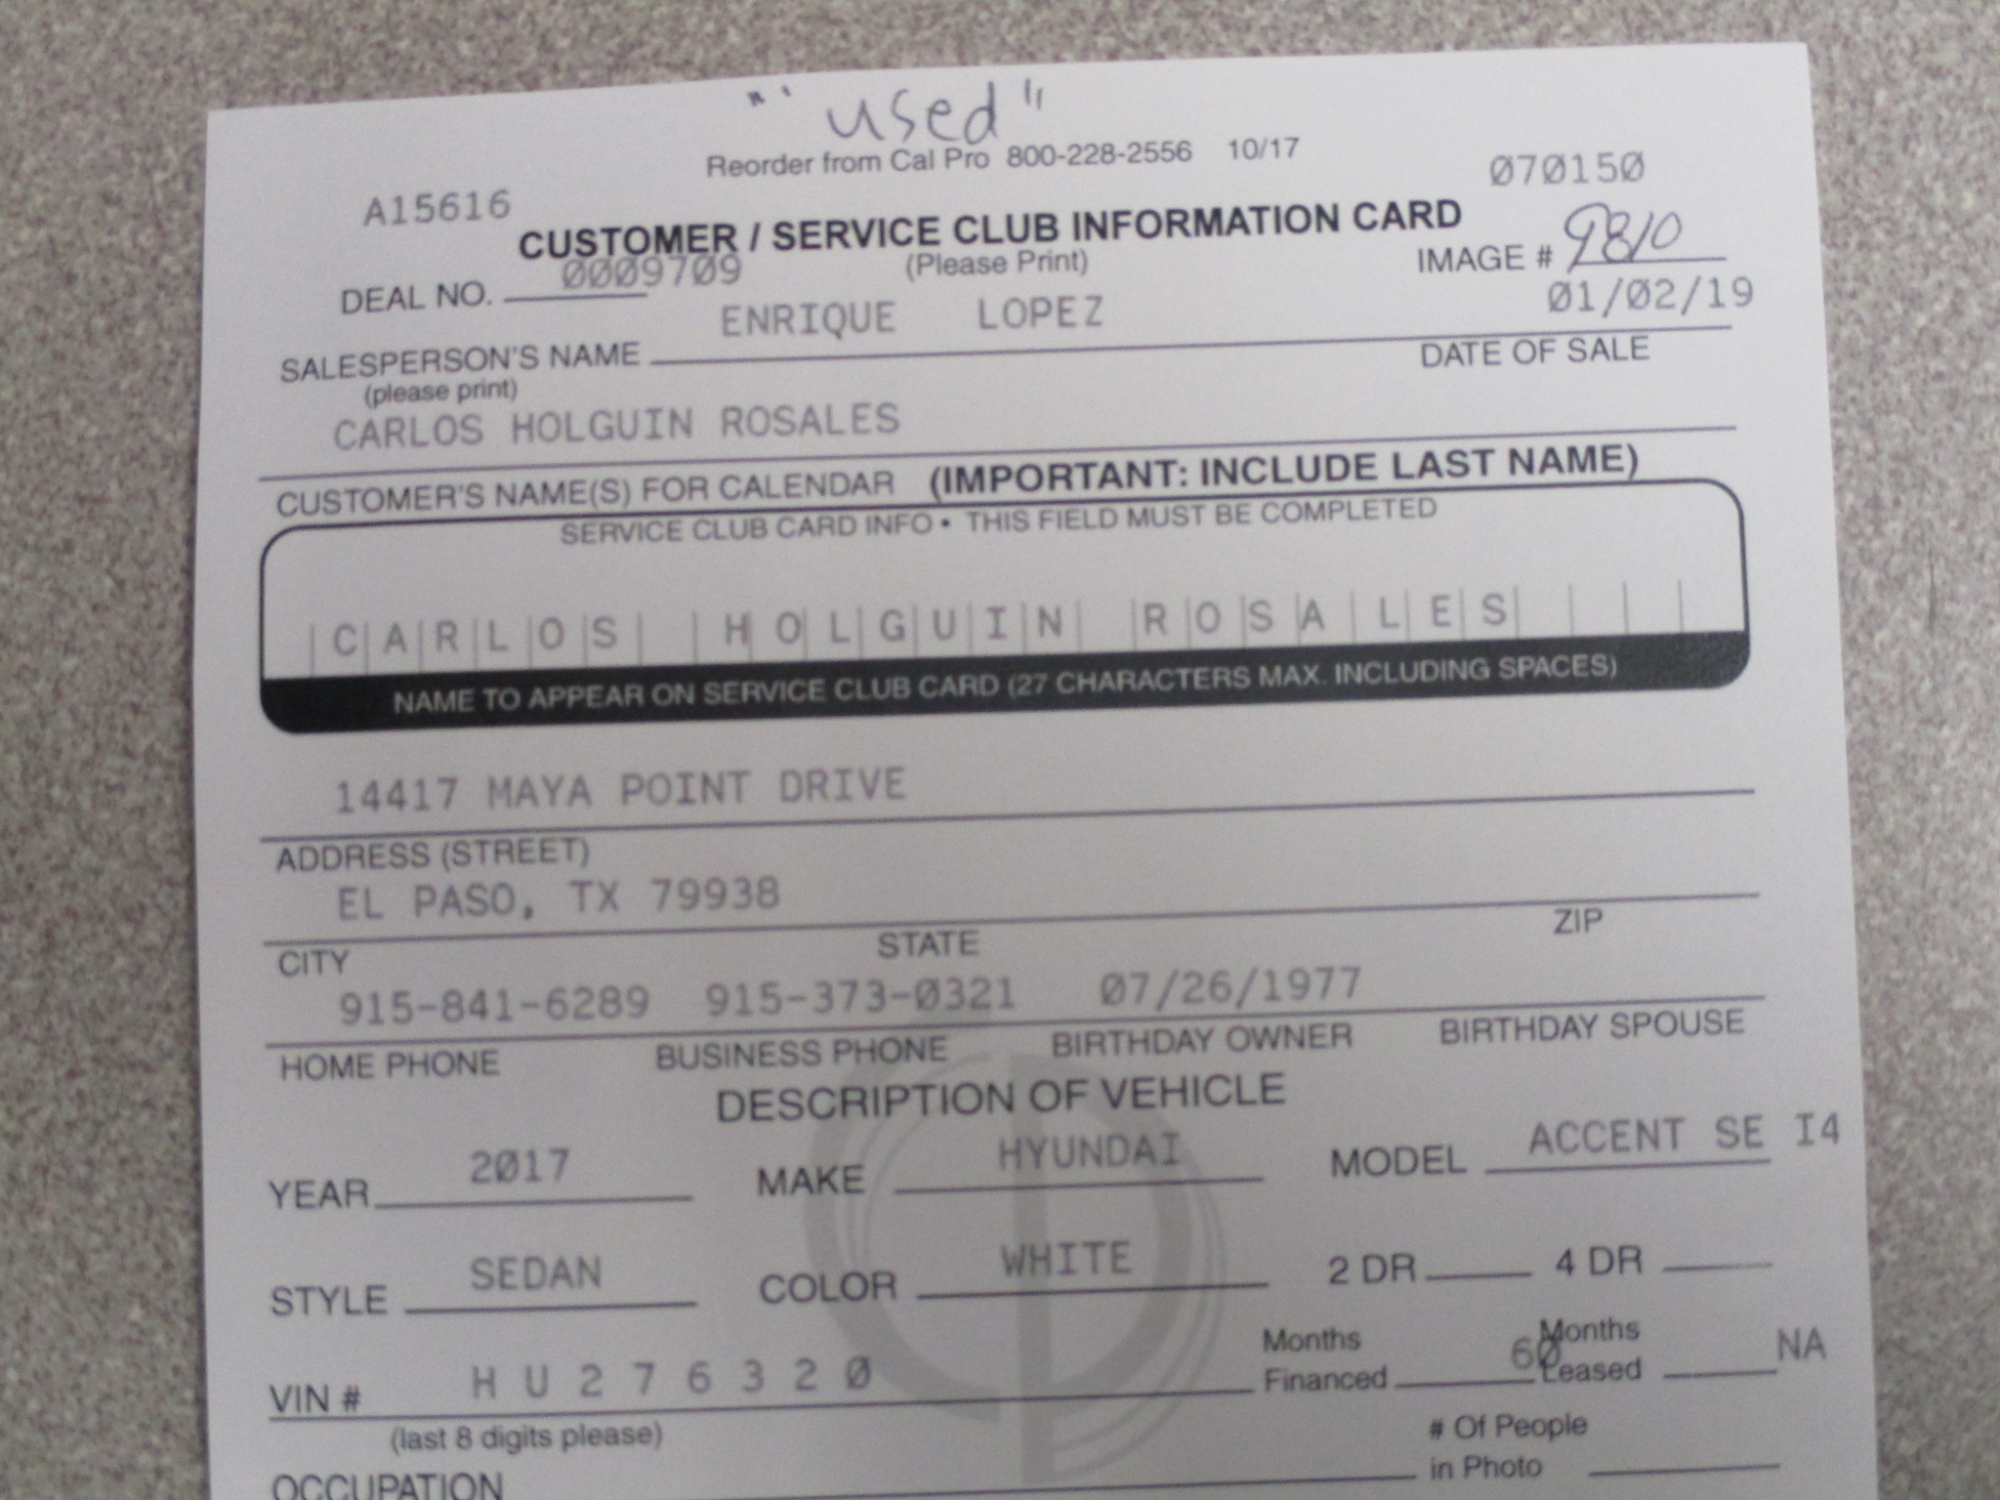 "used"
Reorder from Cal Pro 800-228-2556 10/17
A15616 070150
CUSTOMER / SERVICE CLUB INFORMATION CARD
DEAL NO. 0009709 (Please Print) IMAGE # 9810
ENRIQUE LOPEZ 01/02/19
SALESPERSON'S NAME DATE OF SALE
(please print)
CARLOS HOLGUIN ROSALES
CUSTOMER'S NAME(S) FOR CALENDAR (IMPORTANT: INCLUDE LAST NAME)
SERVICE CLUB CARD INFO • THIS FIELD MUST BE COMPLETED
CARLOS HOLGUIN ROSALES
NAME TO APPEAR ON SERVICE CLUB CARD (27 CHARACTERS MAX. INCLUDING SPACES)
14417 MAYA POINT DRIVE
ADDRESS (STREET)
EL PASO, TX 79938
CITY STATE ZIP
915-841-6289 915-373-0321 07/26/1977
HOME PHONE BUSINESS PHONE BIRTHDAY OWNER BIRTHDAY SPOUSE
DESCRIPTION OF VEHICLE
YEAR 2017 MAKE HYUNDAI MODEL ACCENT SE I4
STYLE SEDAN COLOR WHITE 2 DR 4 DR
VIN # HU276320 Months Financed 60 Months Leased NA
(last 8 digits please)
OCCUPATION # Of People in Photo